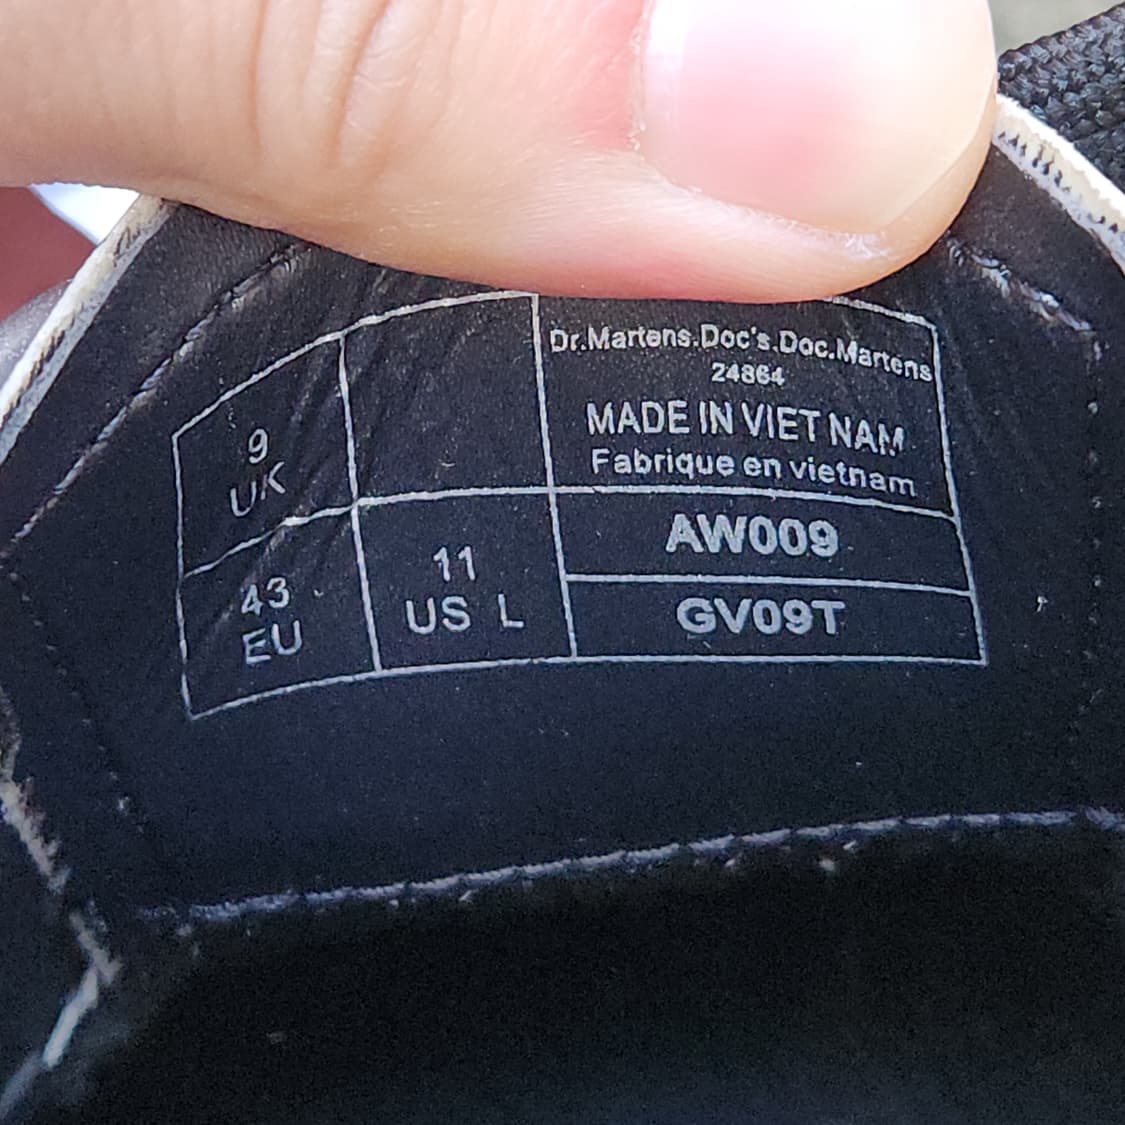 9
UK
43
EU
11
US L
Dr.Martens.Doc's.Doc.Martens
24864
MADE IN VIET NAM
Fabrique en vietnam
AW009
GV09T